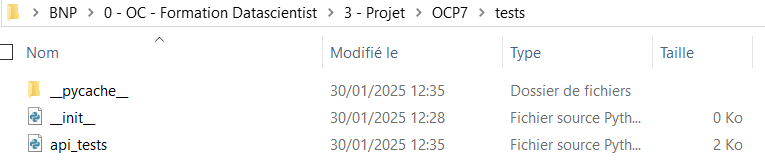 BNP > 0 - OC - Formation Datascientist > 3 - Projet > OCP7 > tests
Nom Modifié le Type Taille
__pycache__ 30/01/2025 12:35 Dossier de fichiers
__init__ 30/01/2025 12:28 Fichier source Pyth... 0 Ko
api_tests 30/01/2025 12:35 Fichier source Pyth... 2 Ko